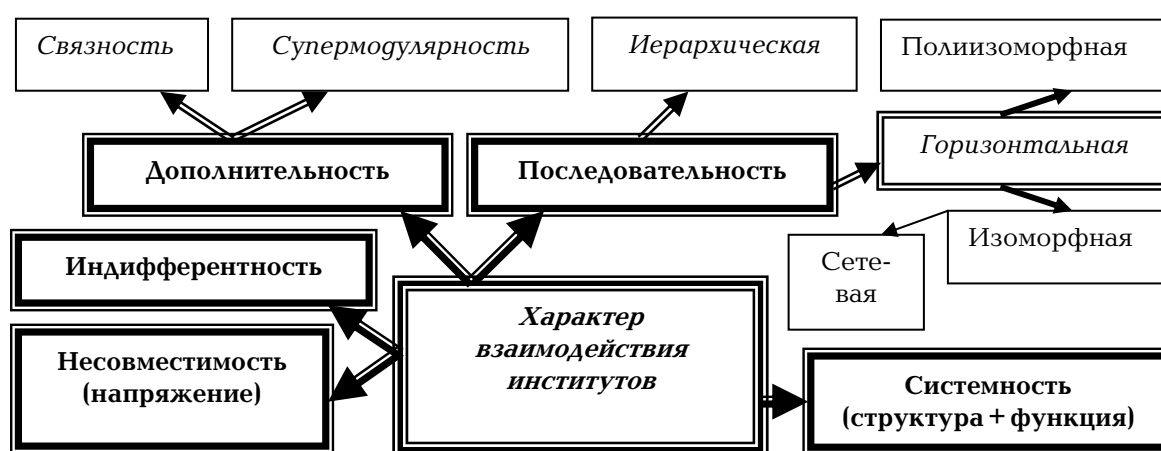 Связность
Супермодулярность
Иерархическая
Полиизоморфная
Дополнительность
Последовательность
Горизонтальная
Индифферентность
Сете-
вая
Изоморфная
Характер
взаимодействия
институтов
Несовместимость
(напряжение)
Системность
(структура + функция)